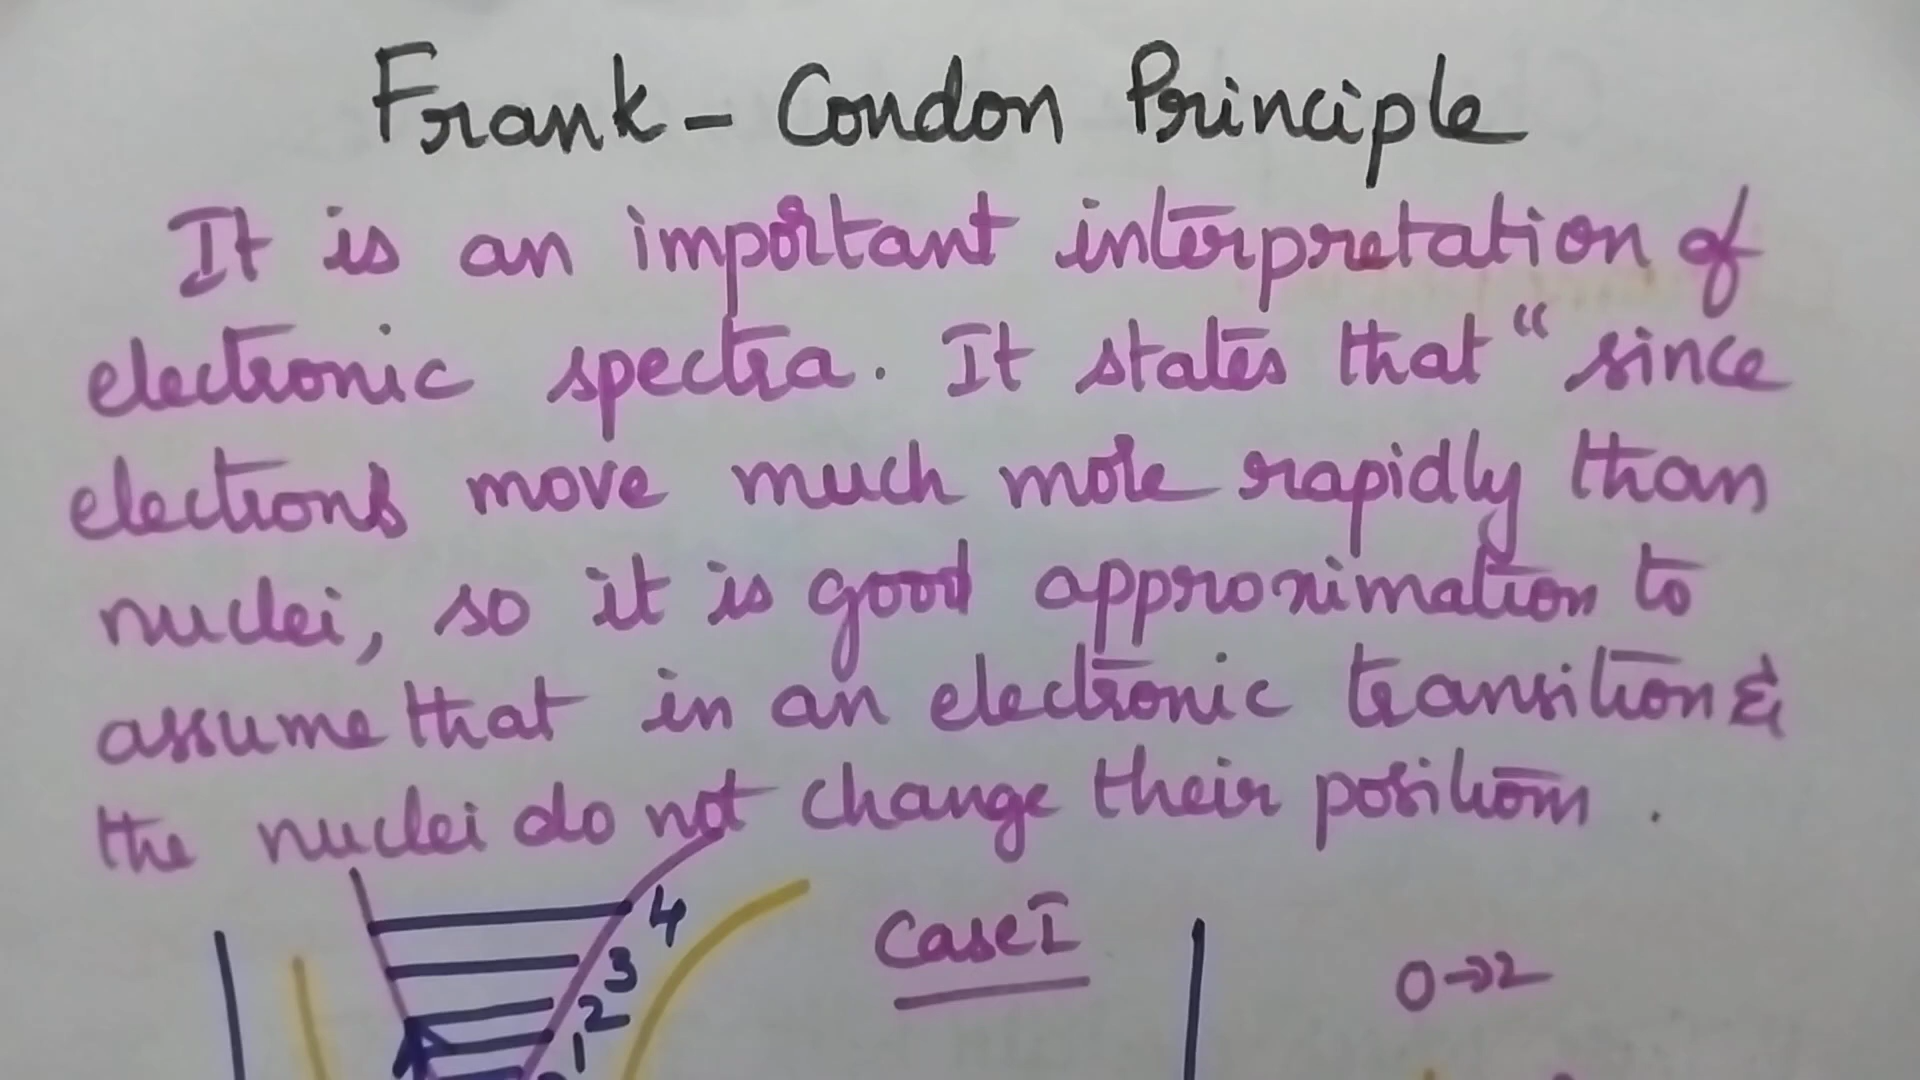 Frank - Condon Principle
It is an important interpretation of
electronic spectra. It states that “ since
electrons move much more rapidly than
nuclei, so it is good approximation to
assume that in an electronic transition &
the nuclei do not change their position .
4
Case I
3
0→2
2
1